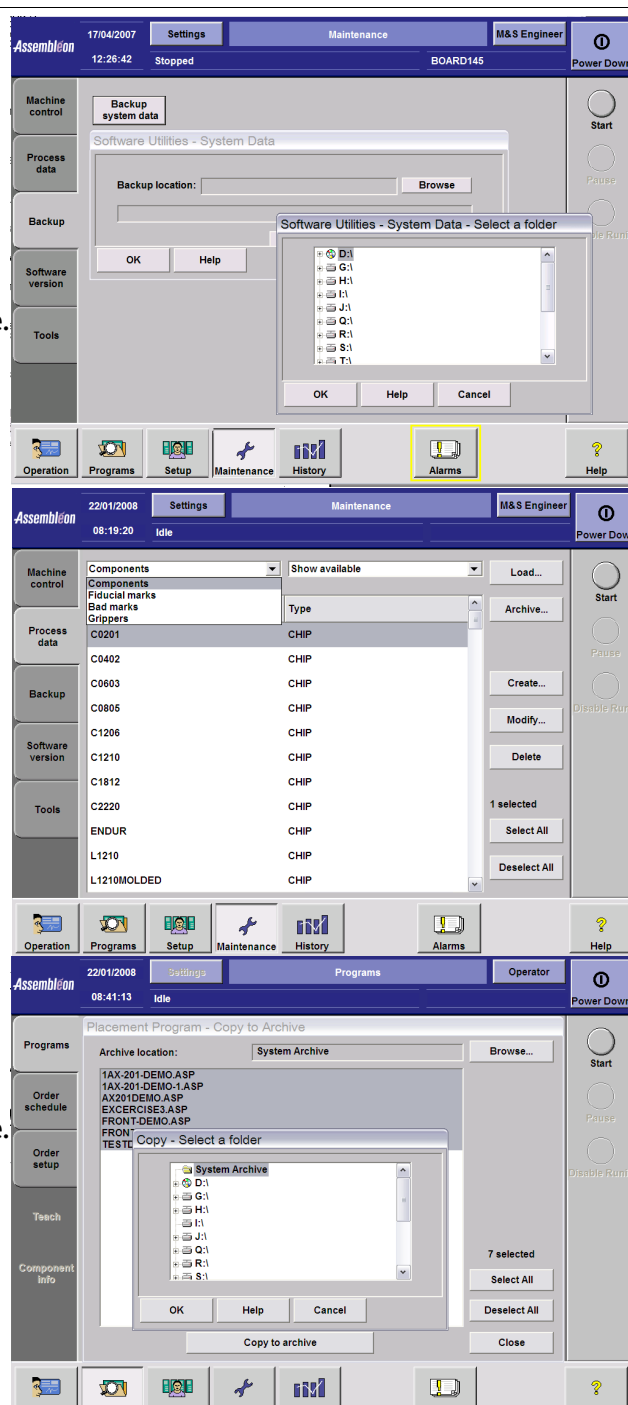 Assembléon
17/04/2007
Settings
Maintenance
M&S Engineer
12:26:42
Stopped
BOARD145
Power Down
Machine
control
Backup
system data
Start
Software Utilities - System Data
Process
data
Backup location:
Browse
Pause
Backup
Software Utilities - System Data - Select a folder
le Runi
D:\
G:\
H:\
I:\
J:\
Q:\
R:\
S:\
T:\
OK
Help
Software
version
e.
Tools
OK
Help
Cancel
Operation
Programs
Setup
Maintenance
History
Alarms
Help
Assembléon
22/01/2008
Settings
Maintenance
M&S Engineer
08:19:20
Idle
Power Dow
Machine
control
Components
Show available
Load...
Components
Fiducial marks
Bad marks
Grippers
Type
Archive...
Start
Process
data
C0201 CHIP
C0402 CHIP
Pause
C0603 CHIP
Create...
Backup
C0805 CHIP
Disable Run
Modify...
C1206 CHIP
Software
version
C1210 CHIP
Delete
C1812 CHIP
Tools
C2220 CHIP
1 selected
ENDUR CHIP
Select All
L1210 CHIP
Deselect All
L1210MOLDED CHIP
Operation
Programs
Setup
Maintenance
History
Alarms
Help
Assembléon
22/01/2008
Settings
Programs
Operator
08:41:13
Idle
Power Down
Placement Program - Copy to Archive
Programs
Archive location:
System Archive
Browse...
Start
1AX-201-DEMO.ASP
1AX-201-DEMO-1.ASP
AX201DEMO.ASP
EXCERCISE3.ASP
FRONT-DEMO.ASP
FRONT
TESTD
Order
schedule
Pause
e.
Copy - Select a folder
Order
setup
System Archive
D:\
G:\
H:\
I:\
J:\
Q:\
R:\
S:\
Disable Runi
Teach
Component
info
7 selected
Select All
OK
Help
Cancel
Deselect All
Copy to archive
Close